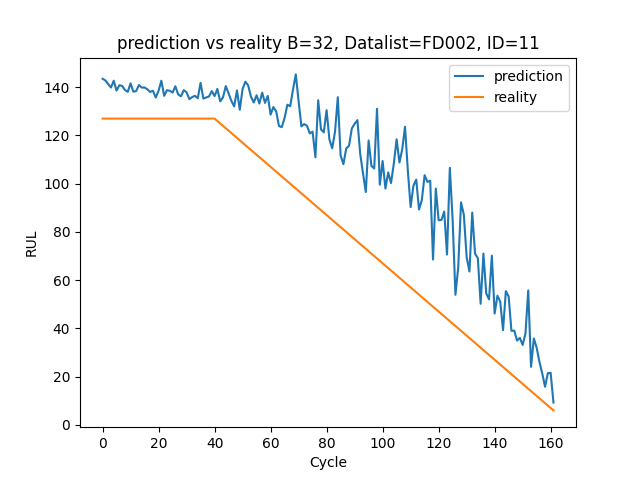 prediction vs reality B=32, Datalist=FD002, ID=11
prediction
reality
RUL
140
120
100
80
60
40
20
0
0 20 40 60 80 100 120 140 160
Cycle